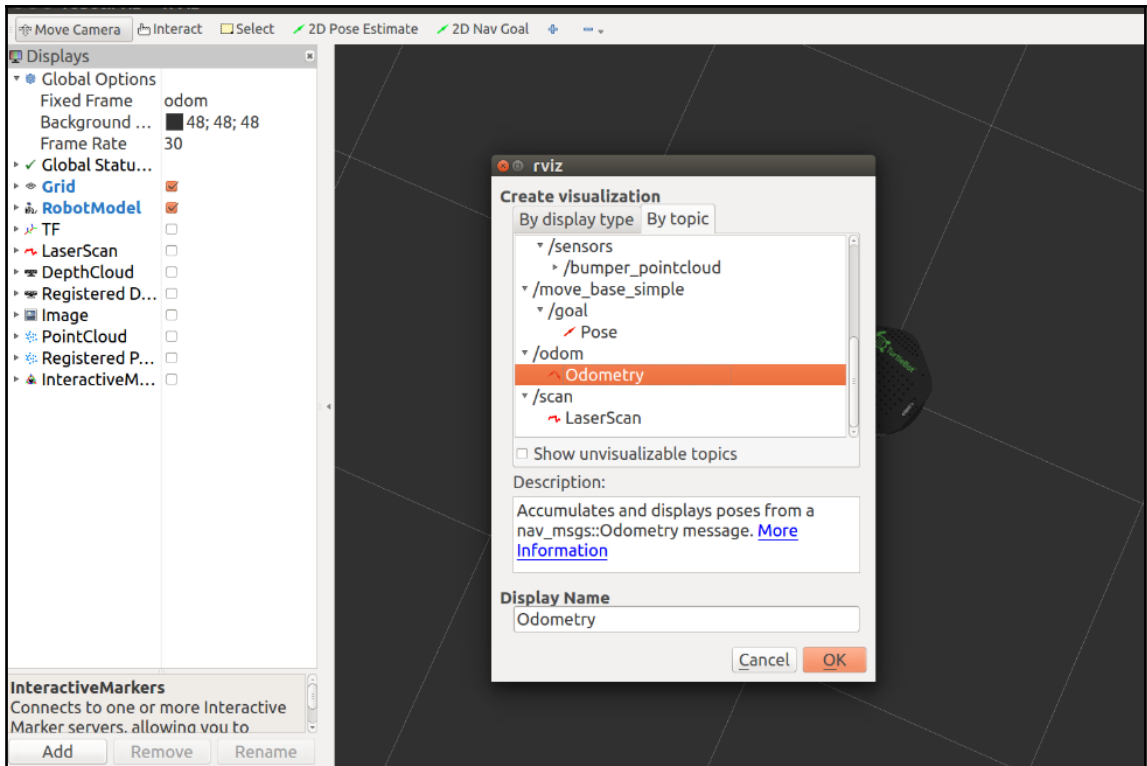 Move Camera Interact Select 2D Pose Estimate 2D Nav Goal
Displays
Global Options
Fixed Frame odom
Background ... 48; 48; 48
Frame Rate 30
Global Statu...
Grid
RobotModel
TF
LaserScan
DepthCloud
Registered D...
Image
PointCloud
Registered P...
InteractiveM...
InteractiveMarkers
Connects to one or more Interactive
Marker servers, allowing you to
Add Remove Rename
rviz
Create visualization
By display type By topic
/sensors
/bumper_pointcloud
/move_base_simple
/goal
Pose
/odom
Odometry
/scan
LaserScan
Show unvisualizable topics
Description:
Accumulates and displays poses from a
nav_msgs::Odometry message. More
Information
Display Name
Odometry
Cancel OK
TurtleBot